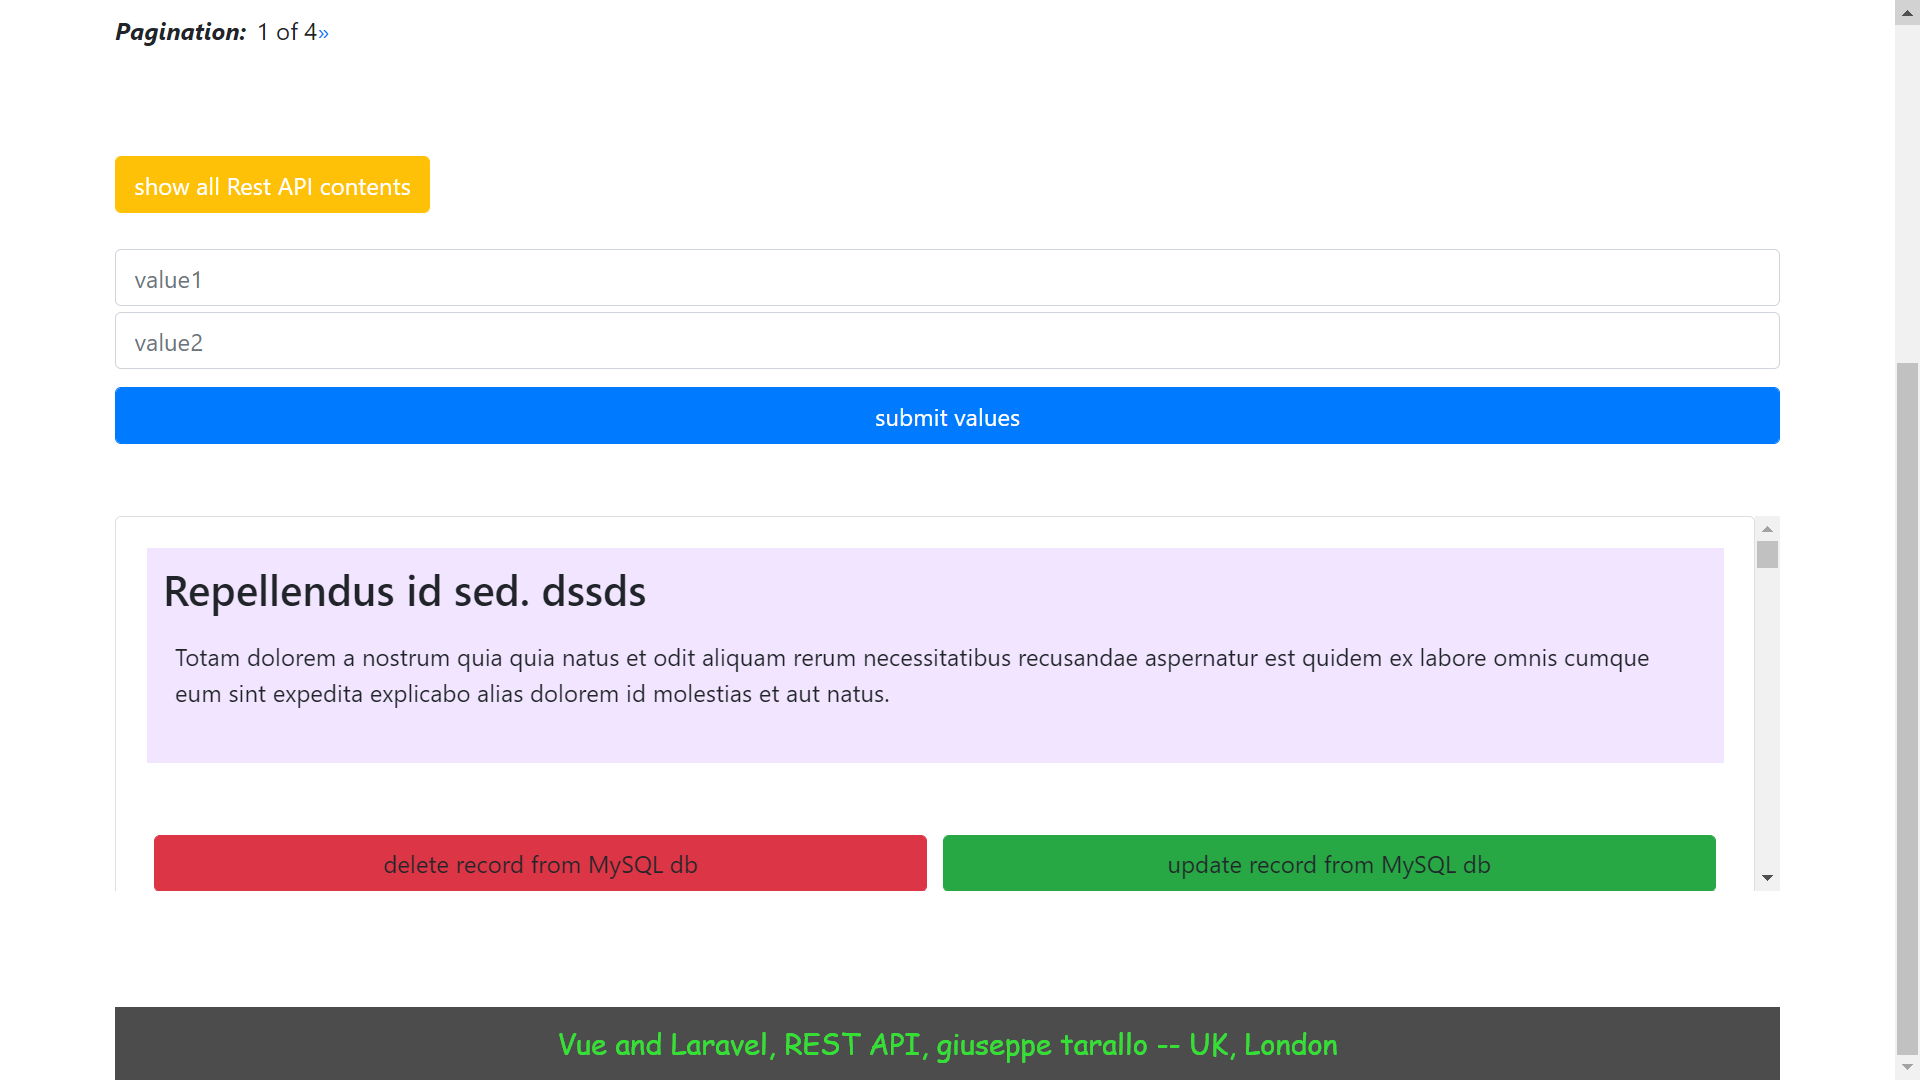 Pagination: 1 of 4»
show all Rest API contents
value1
value2
submit values
Repellendus id sed. dssds
Totam dolorem a nostrum quia quia natus et odit aliquam rerum necessitatibus recusandae aspernatur est quidem ex labore omnis cumque
eum sint expedita explicabo alias dolorem id molestias et aut natus.
delete record from MySQL db
update record from MySQL db
Vue and Laravel, REST API, giuseppe tarallo -- UK, London